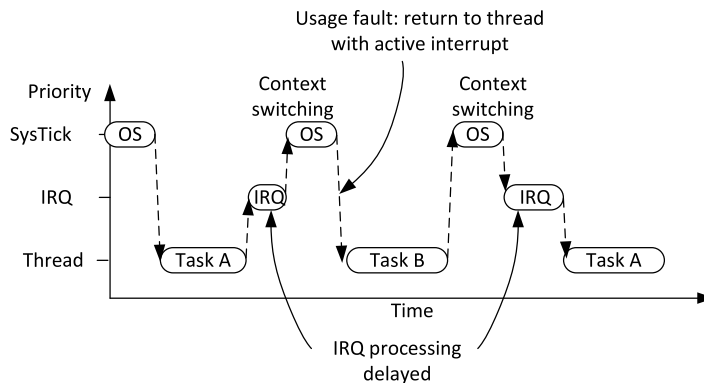 Usage fault: return to thread
with active interrupt
Priority
Context
switching
Context
switching
SysTick
OS
OS
OS
IRQ
IRQ
IRQ
Thread
Task A
Task B
Task A
Time
IRQ processing
delayed